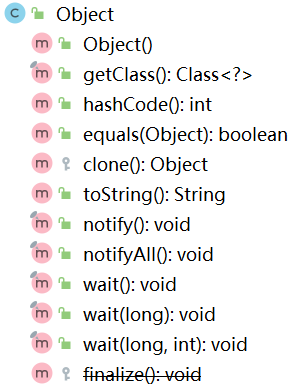 Object
Object()
getClass(): Class<?>
hashCode(): int
equals(Object): boolean
clone(): Object
toString(): String
notify(): void
notifyAll(): void
wait(): void
wait(long): void
wait(long, int): void
finalize(): void